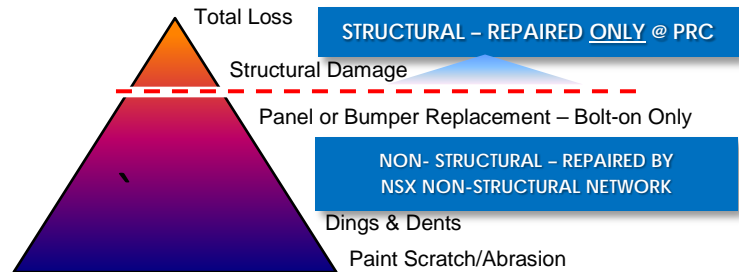 Total Loss
STRUCTURAL – REPAIRED ONLY @ PRC
Structural Damage
Panel or Bumper Replacement – Bolt-on Only
NON- STRUCTURAL – REPAIRED BY
NSX NON-STRUCTURAL NETWORK
Dings & Dents
Paint Scratch/Abrasion